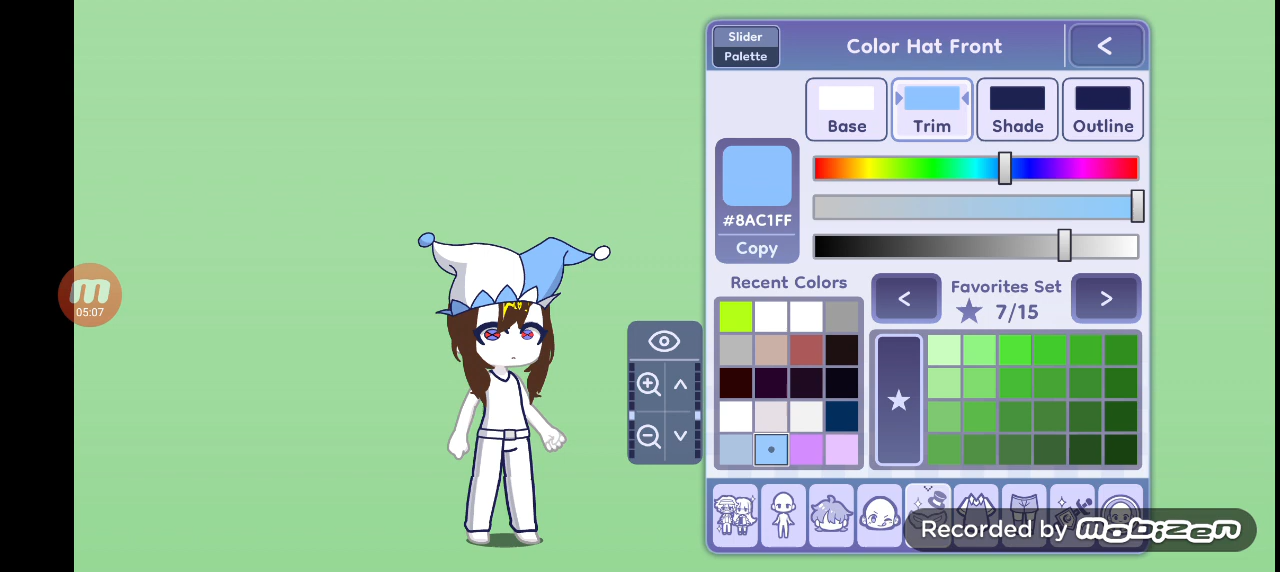 Slider
Palette
Color Hat Front
<
Base
Trim
Shade
Outline
#8AC1FF
Copy
Recent Colors
Favorites Set
7/15
<
>
05:07
Recorded by mobizen